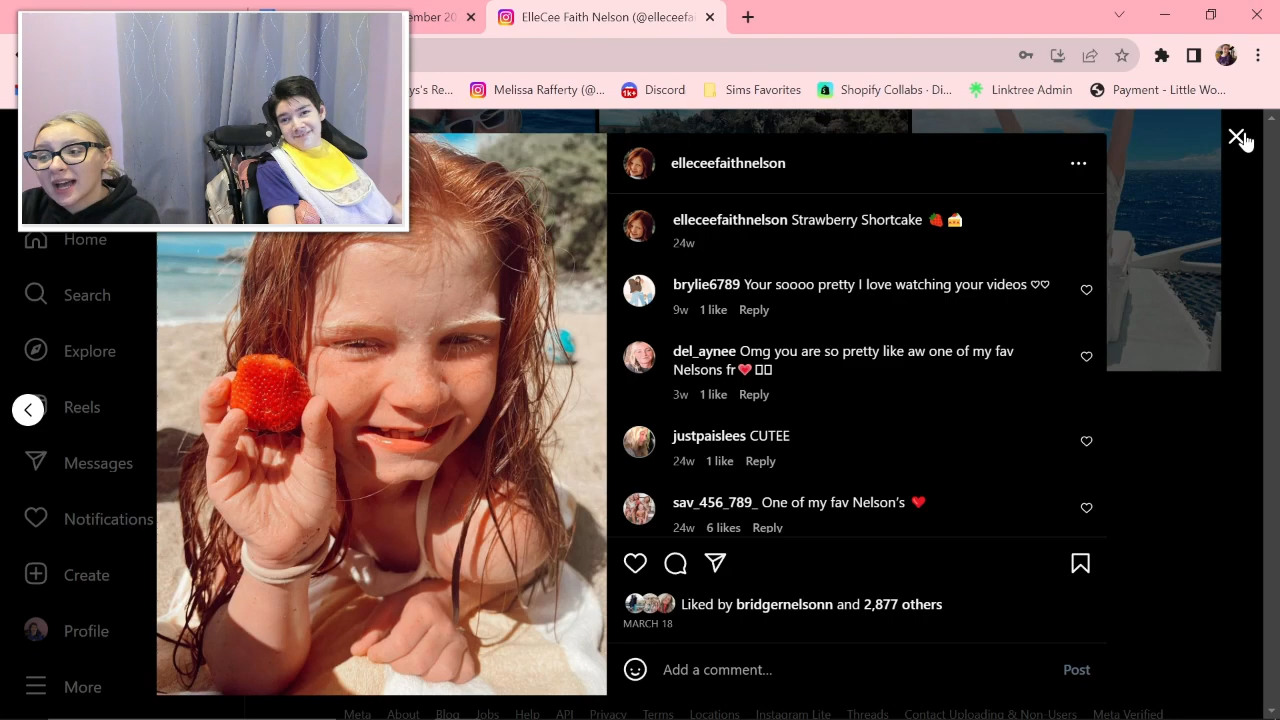 ember 20
ElleCee Faith Nelson (@elleceefai
ys's Re...
Melissa Rafferty (@...
1k+
Discord
Sims Favorites
Shopify Collabs · Di...
Linktree Admin
Payment - Little Wo...
Home
Search
Explore
Reels
Messages
Notifications
Create
Profile
More
elleceefaithnelson
elleceefaithnelson Strawberry Shortcake 🍓 🍰
24w
brylie6789 Your soooo pretty I love watching your videos ♡♡
9w 1 like Reply
del_aynee Omg you are so pretty like aw one of my fav
Nelsons fr❤️▯▯
3w 1 like Reply
justpaislees CUTEE
24w 1 like Reply
sav_456_789_ One of my fav Nelson's ❤️
24w 6 likes Reply
Liked by bridgernelsonn and 2,877 others
MARCH 18
Add a comment...
Post
Meta About Blog Jobs Help API Privacy Terms Locations Instagram Lite Threads Contact Uploading & Non-Users Meta Verified